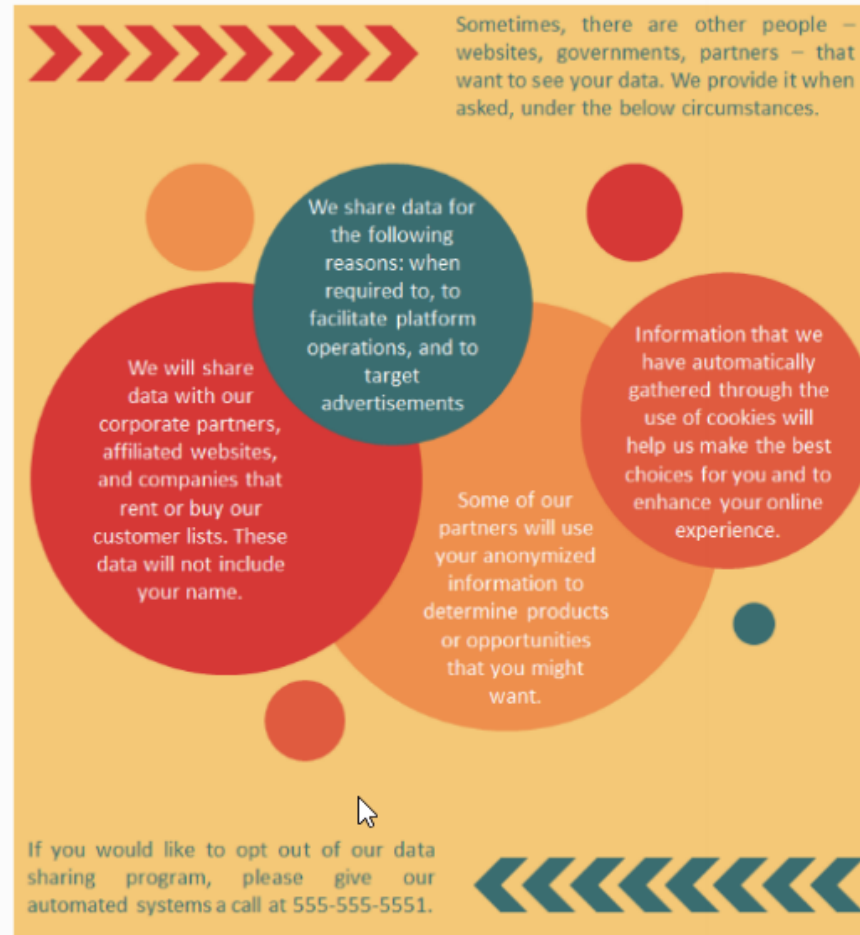 Sometimes, there are other people –
websites, governments, partners – that
want to see your data. We provide it when
asked, under the below circumstances.
We share data for
the following
reasons: when
required to, to
facilitate platform
operations, and to
target
advertisements
We will share
data with our
corporate partners,
affiliated websites,
and companies that
rent or buy our
customer lists. These
data will not include
your name.
Some of our
partners will use
your anonymized
information to
determine products
or opportunities
that you might
want.
Information that we
have automatically
gathered through the
use of cookies will
help us make the best
choices for you and to
enhance your online
experience.
If you would like to opt out of our data
sharing program, please give our
automated systems a call at 555-555-5551.